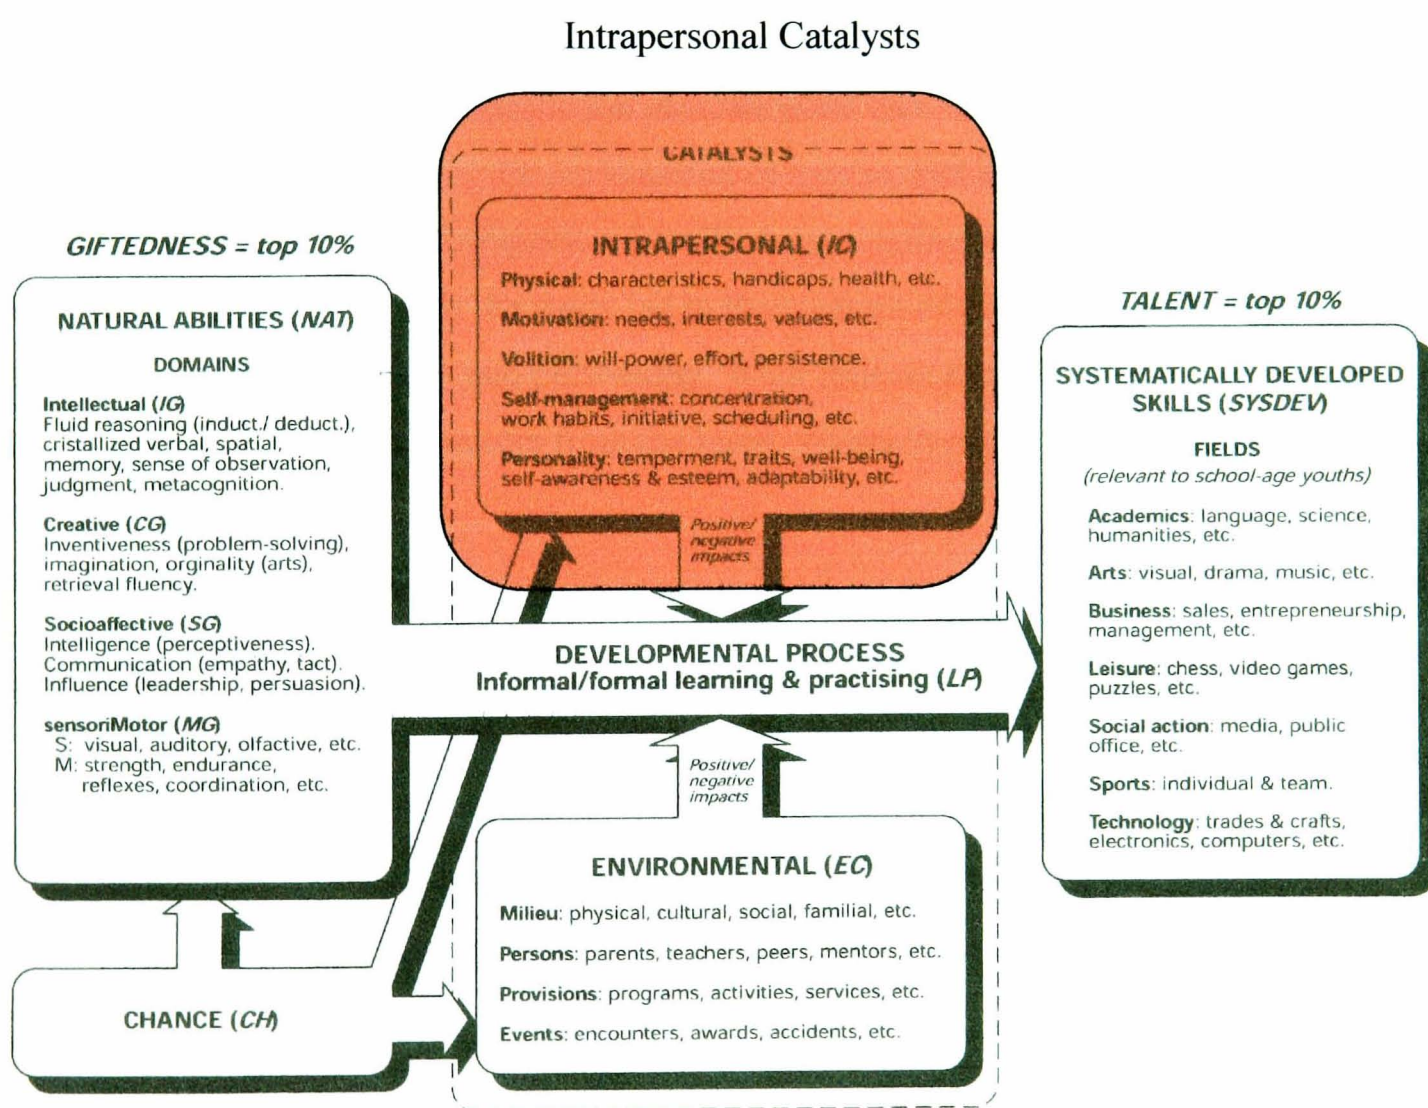 Intrapersonal Catalysts
CATALYSTS
INTRAPERSONAL (IC)
Physical: characteristics, handicaps, health, etc.
Motivation: needs, interests, values, etc.
Volition: will-power, effort, persistence.
Self-management: concentration,
work habits, initiative, scheduling, etc.
Personality: temperment, traits, well-being,
self-awareness & esteem, adaptability, etc.
Positive/
negative
impacts
GIFTEDNESS = top 10%
NATURAL ABILITIES (NAT)
DOMAINS
Intellectual (IG)
Fluid reasoning (induct./ deduct.),
cristallized verbal, spatial,
memory, sense of observation,
judgment, metacognition.
Creative (CG)
Inventiveness (problem-solving),
imagination, orginality (arts),
retrieval fluency.
Socioaffective (SG)
Intelligence (perceptiveness).
Communication (empathy, tact).
Influence (leadership, persuasion).
sensoriMotor (MG)
S: visual, auditory, olfactive, etc.
M: strength, endurance,
reflexes, coordination, etc.
DEVELOPMENTAL PROCESS
Informal/formal learning & practising (LP)
TALENT = top 10%
SYSTEMATICALLY DEVELOPED
SKILLS (SYSDEV)
FIELDS
(relevant to school-age youths)
Academics: language, science,
humanities, etc.
Arts: visual, drama, music, etc.
Business: sales, entrepreneurship,
management, etc.
Leisure: chess, video games,
puzzles, etc.
Social action: media, public
office, etc.
Sports: individual & team.
Technology: trades & crafts,
electronics, computers, etc.
Positive/
negative
impacts
ENVIRONMENTAL (EC)
Milieu: physical, cultural, social, familial, etc.
Persons: parents, teachers, peers, mentors, etc.
Provisions: programs, activities, services, etc.
Events: encounters, awards, accidents, etc.
CHANCE (CH)